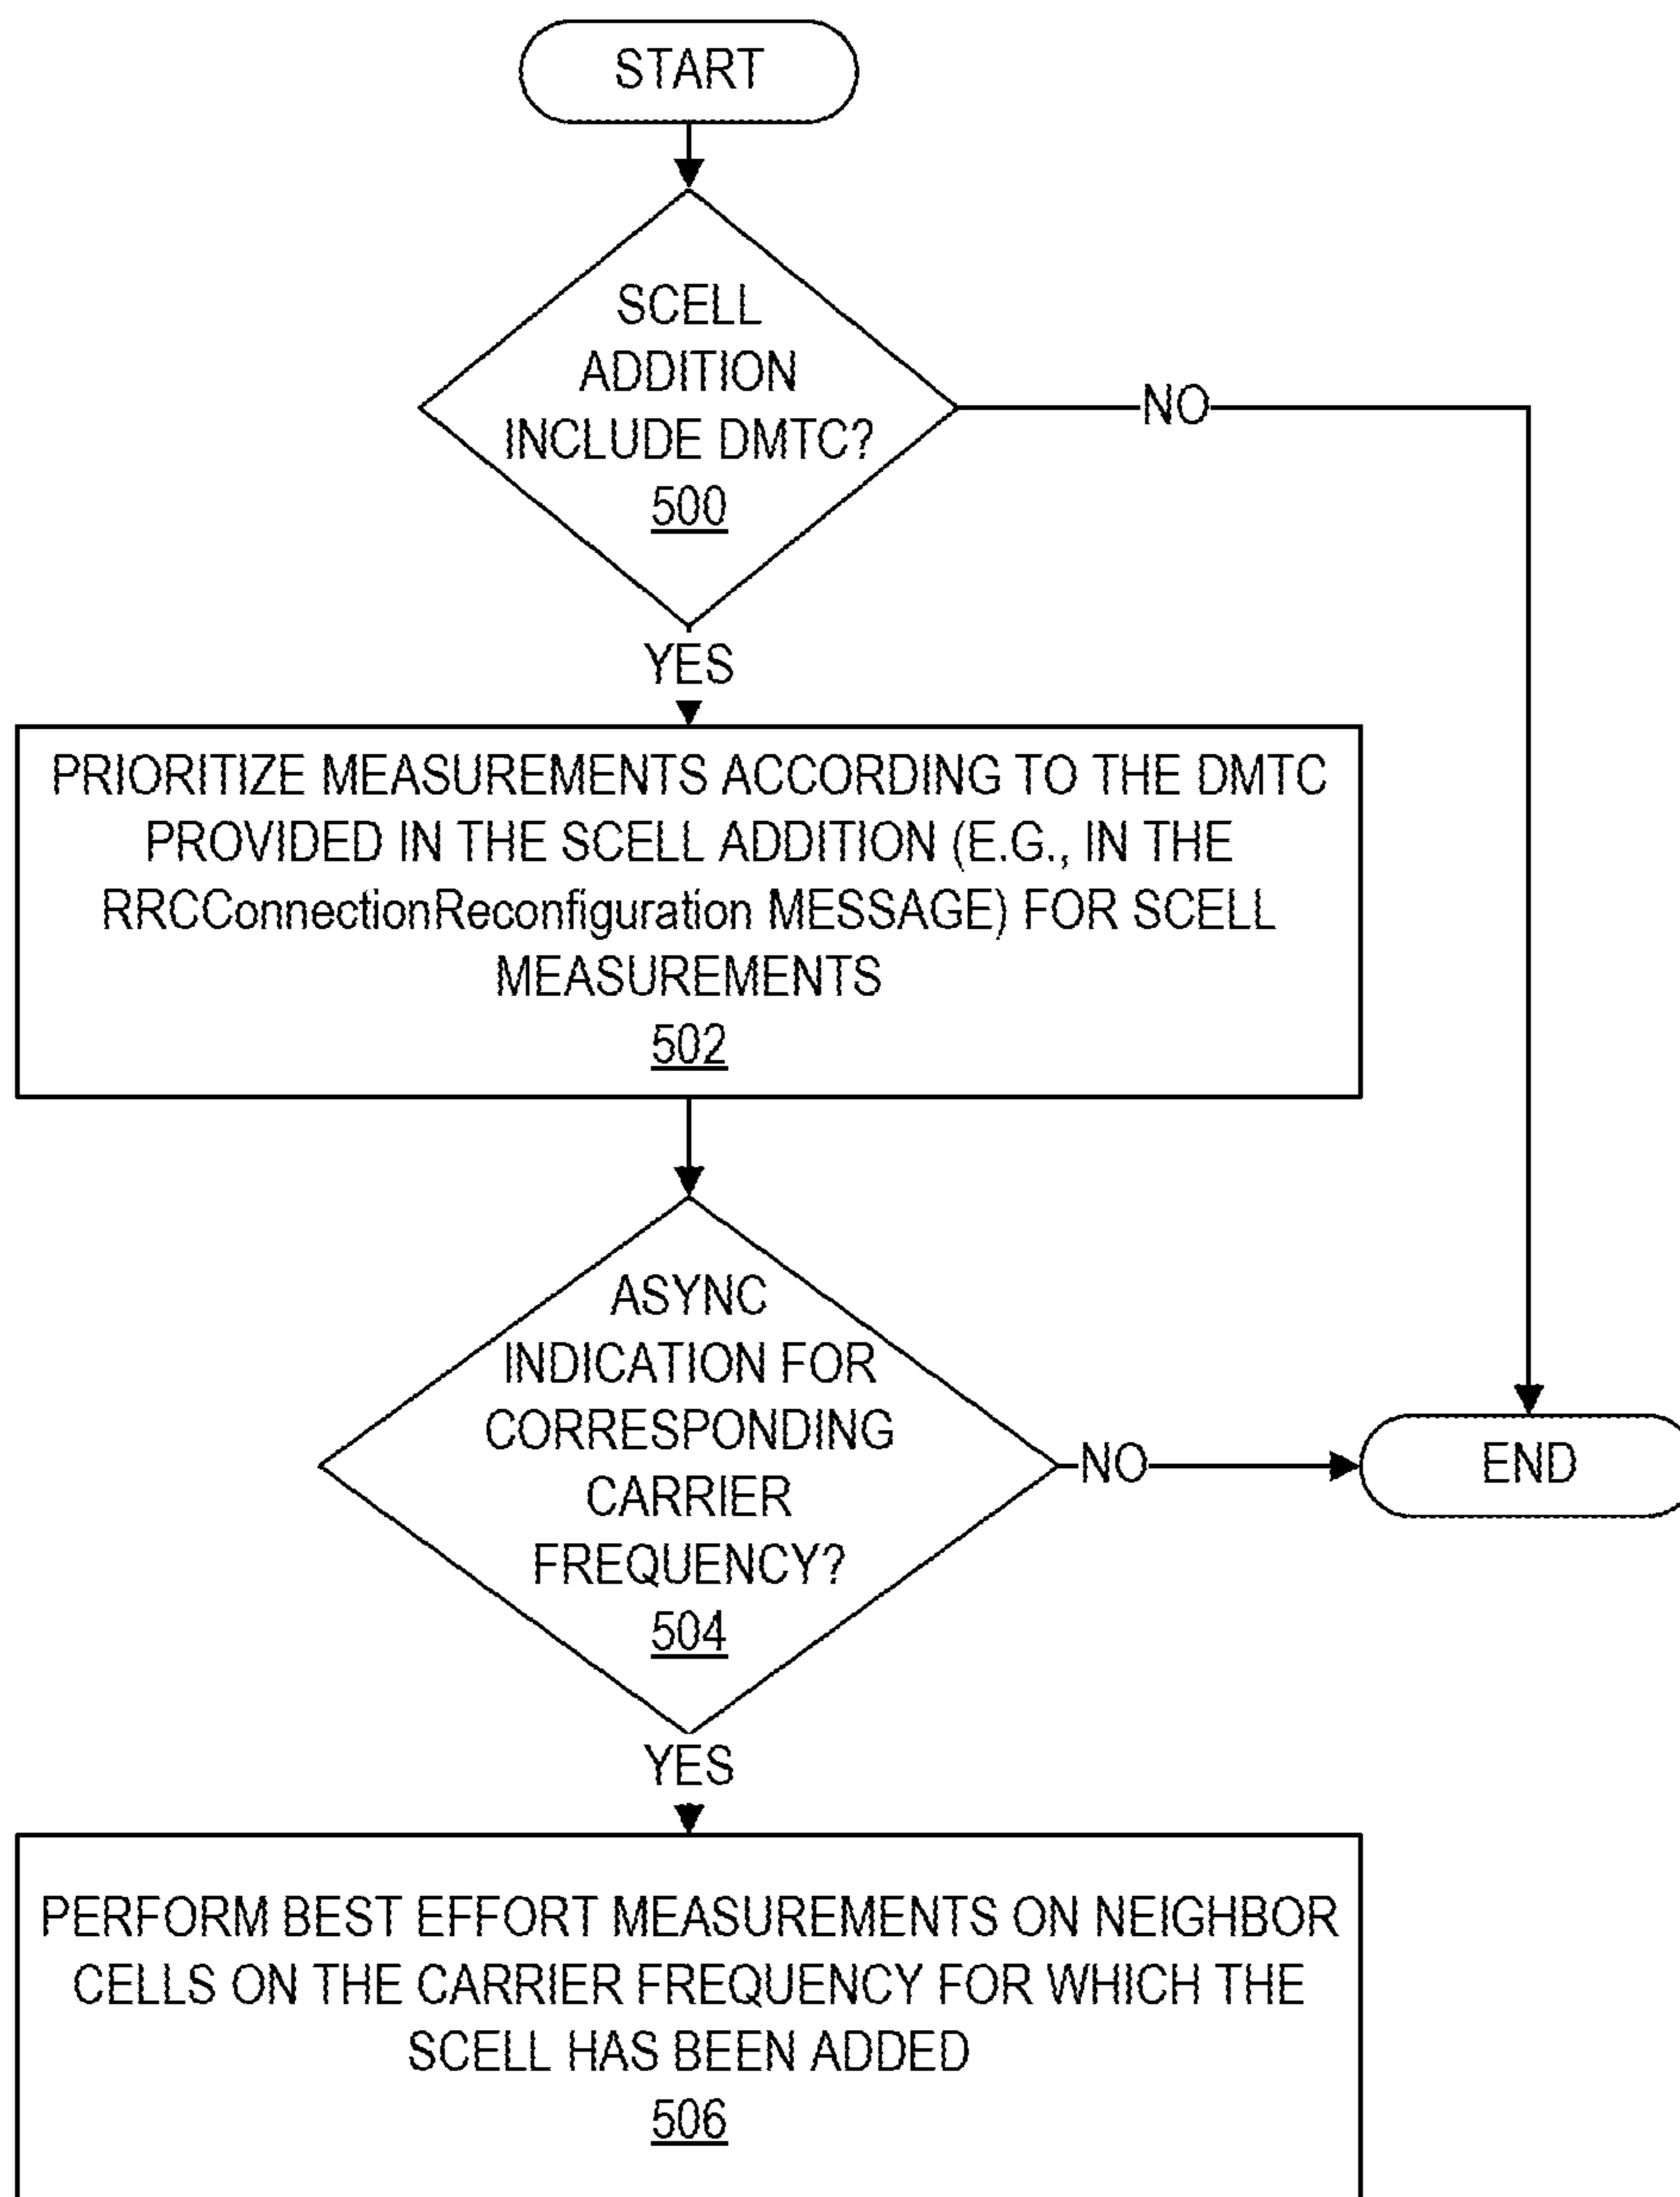 START
SCELL
ADDITION
INCLUDE DMTC?
500
NO
YES
PRIORITIZE MEASUREMENTS ACCORDING TO THE DMTC
PROVIDED IN THE SCELL ADDITION (E.G., IN THE
RRCConnectionReconfiguration MESSAGE) FOR SCELL
MEASUREMENTS
502
ASYNC
INDICATION FOR
CORRESPONDING
CARRIER
FREQUENCY?
504
NO
END
YES
PERFORM BEST EFFORT MEASUREMENTS ON NEIGHBOR
CELLS ON THE CARRIER FREQUENCY FOR WHICH THE
SCELL HAS BEEN ADDED
506